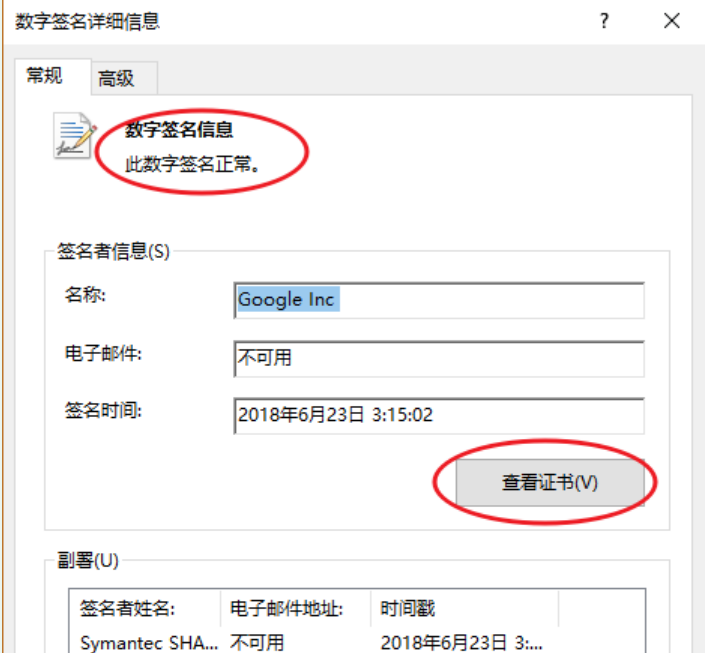 数字签名详细信息
常规 高级
数字签名信息
此数字签名正常。
签名者信息(S)
名称: Google Inc
电子邮件: 不可用
签名时间: 2018年6月23日 3:15:02
查看证书(V)
副署(U)
签名者姓名: 电子邮件地址: 时间戳
Symantec SHA... 不可用 2018年6月23日 3:...